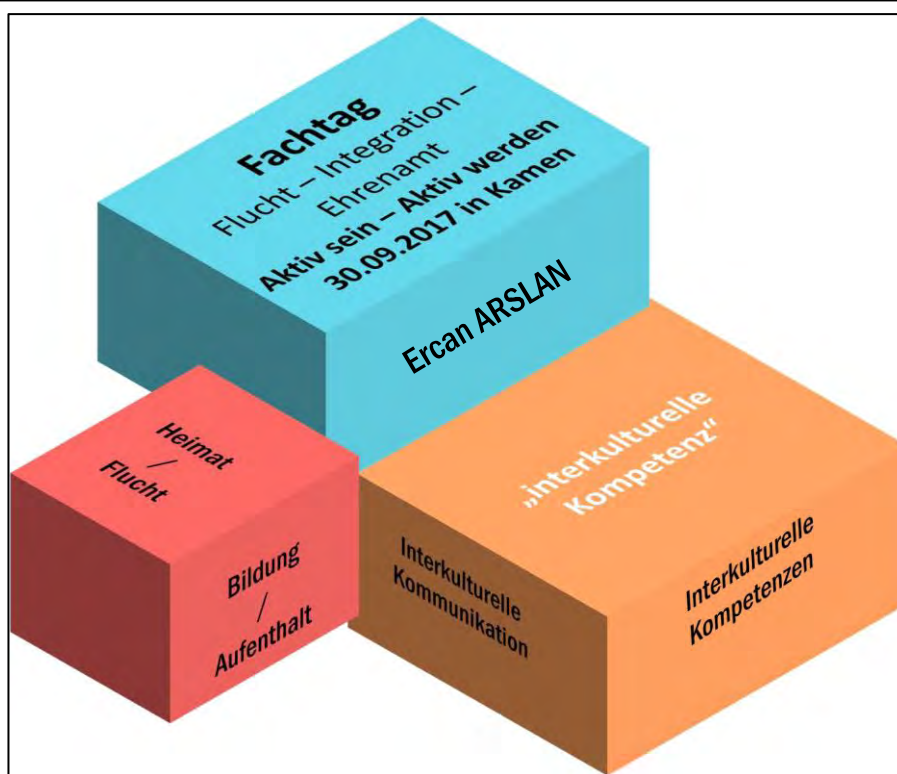 Fachtag
Flucht – Integration –
Ehrenamt
Aktiv sein – Aktiv werden
30.09.2017 in Kamen
Ercan ARSLAN
Heimat
/
Flucht
Bildung
/
Aufenthalt
„interkulturelle
Kompetenz“
Interkulturelle
Kommunikation
Interkulturelle
Kompetenzen